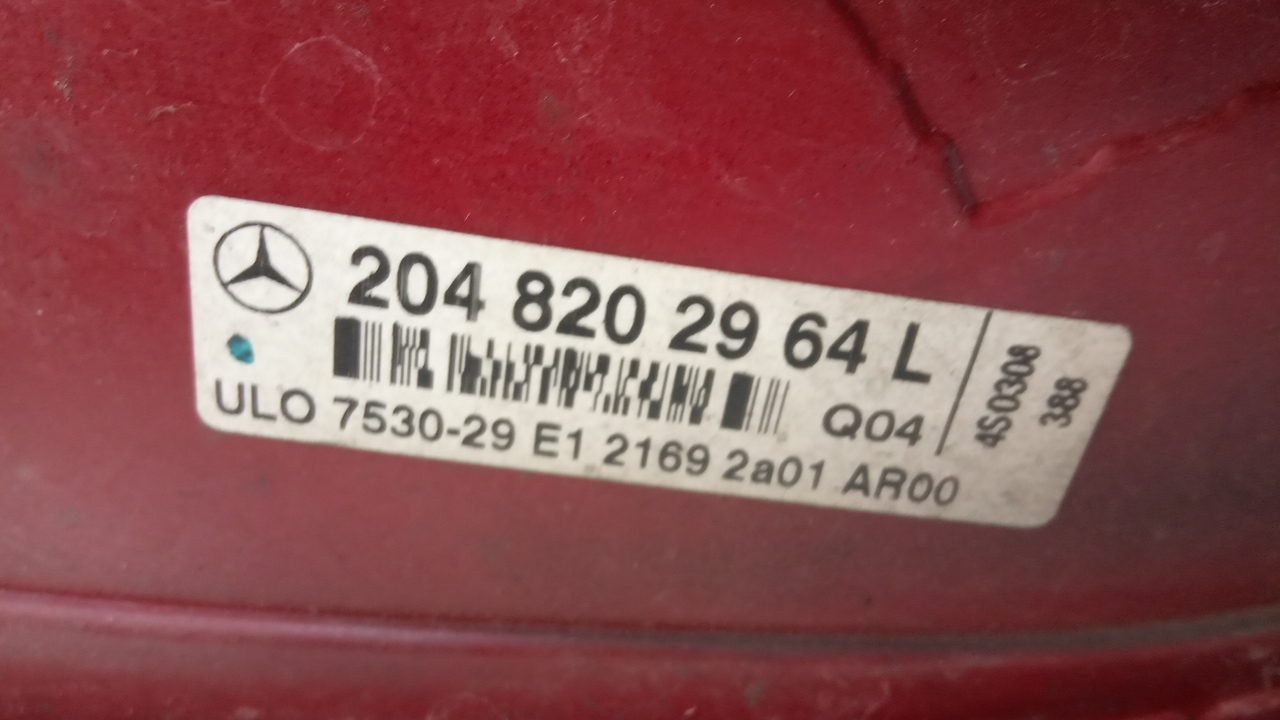 204 820 29 64 L
Q04
ULO 7530-29 E1 2169 2a01 AR00
4S0308
388